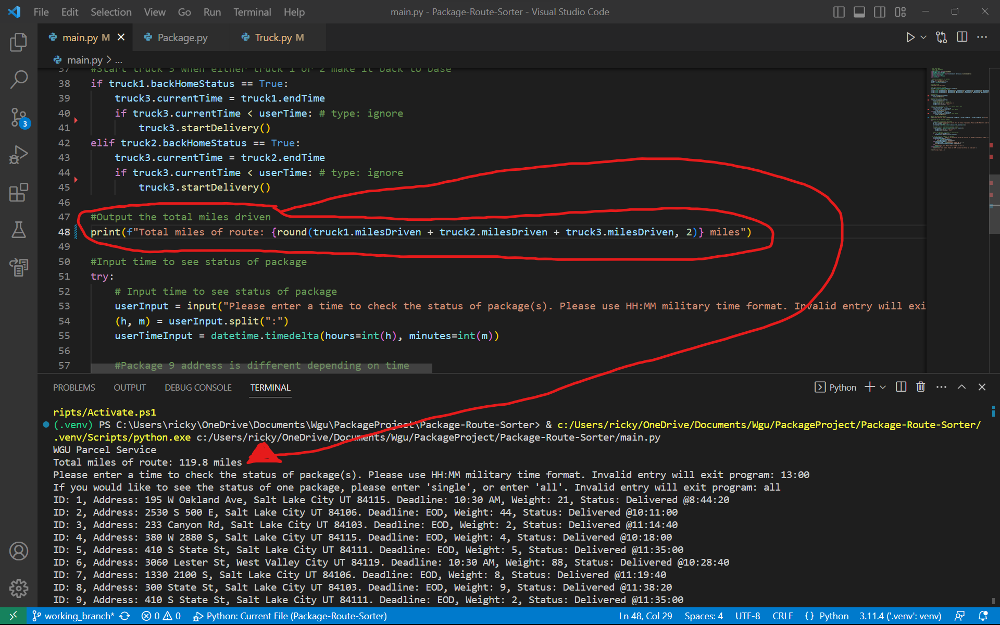 File Edit Selection View Go Run Terminal Help main.py - Package-Route-Sorter - Visual Studio Code
main.py M Package.py Truck.py M
main.py > ...
37 #Start truck 3 when either truck 1 or 2 make it back to base
38 if truck1.backHomeStatus == True:
39 truck3.currentTime = truck1.endTime
40 if truck3.currentTime < userTime: # type: ignore
41 truck3.startDelivery()
42 elif truck2.backHomeStatus == True:
43 truck3.currentTime = truck2.endTime
44 if truck3.currentTime < userTime: # type: ignore
45 truck3.startDelivery()
46
47 #Output the total miles driven
48 print(f"Total miles of route: {round(truck1.milesDriven + truck2.milesDriven + truck3.milesDriven, 2)} miles")
49
50 #Input time to see status of package
51 try:
52 # Input time to see status of package
53 userInput = input("Please enter a time to check the status of package(s). Please use HH:MM military time format. Invalid entry will exi
54 (h, m) = userInput.split(":")
55 userTimeInput = datetime.timedelta(hours=int(h), minutes=int(m))
56
57 #Package 9 address is different depending on time
3
PROBLEMS OUTPUT DEBUG CONSOLE TERMINAL Python
ripts/Activate.ps1
(.venv) PS C:\Users\ricky\OneDrive\Documents\Wgu\PackageProject\Package-Route-Sorter> & c:/Users/ricky/OneDrive/Documents/Wgu/PackageProject/Package-Route-Sorter/
.venv/Scripts/python.exe c:/Users/ricky/OneDrive/Documents/Wgu/PackageProject/Package-Route-Sorter/main.py
WGU Parcel Service
Total miles of route: 119.8 miles
Please enter a time to check the status of package(s). Please use HH:MM military time format. Invalid entry will exit program: 13:00
If you would like to see the status of one package, please enter 'single', or enter 'all'. Invalid entry will exit program: all
ID: 1, Address: 195 W Oakland Ave, Salt Lake City UT 84115. Deadline: 10:30 AM, Weight: 21, Status: Delivered @8:44:20
ID: 2, Address: 2530 S 500 E, Salt Lake City UT 84106. Deadline: EOD, Weight: 44, Status: Delivered @10:11:00
ID: 3, Address: 233 Canyon Rd, Salt Lake City UT 84103. Deadline: EOD, Weight: 2, Status: Delivered @11:14:40
ID: 4, Address: 380 W 2880 S, Salt Lake City UT 84115. Deadline: EOD, Weight: 4, Status: Delivered @10:18:00
ID: 5, Address: 410 S State St, Salt Lake City UT 84111. Deadline: EOD, Weight: 5, Status: Delivered @11:35:00
ID: 6, Address: 3060 Lester St, West Valley City UT 84119. Deadline: 10:30 AM, Weight: 88, Status: Delivered @10:28:40
ID: 7, Address: 1330 2100 S, Salt Lake City UT 84106. Deadline: EOD, Weight: 8, Status: Delivered @11:19:40
ID: 8, Address: 300 State St, Salt Lake City UT 84103. Deadline: EOD, Weight: 9, Status: Delivered @11:38:20
ID: 9, Address: 410 S State St, Salt Lake City UT 84111. Deadline: EOD, Weight: 2, Status: Delivered @11:35:00
working_branch* 0 0 Python: Current File (Package-Route-Sorter) Ln 48, Col 29 Spaces: 4 UTF-8 CRLF {} Python 3.11.4 ('.venv': venv)